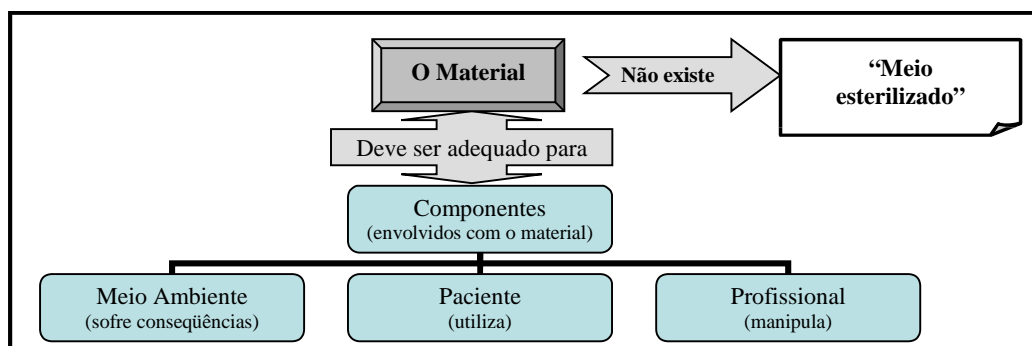 O Material
Não existe
“Meio
esterilizado”
Deve ser adequado para
Componentes
(envolvidos com o material)
Meio Ambiente
(sofre conseqüências)
Paciente
(utiliza)
Profissional
(manipula)